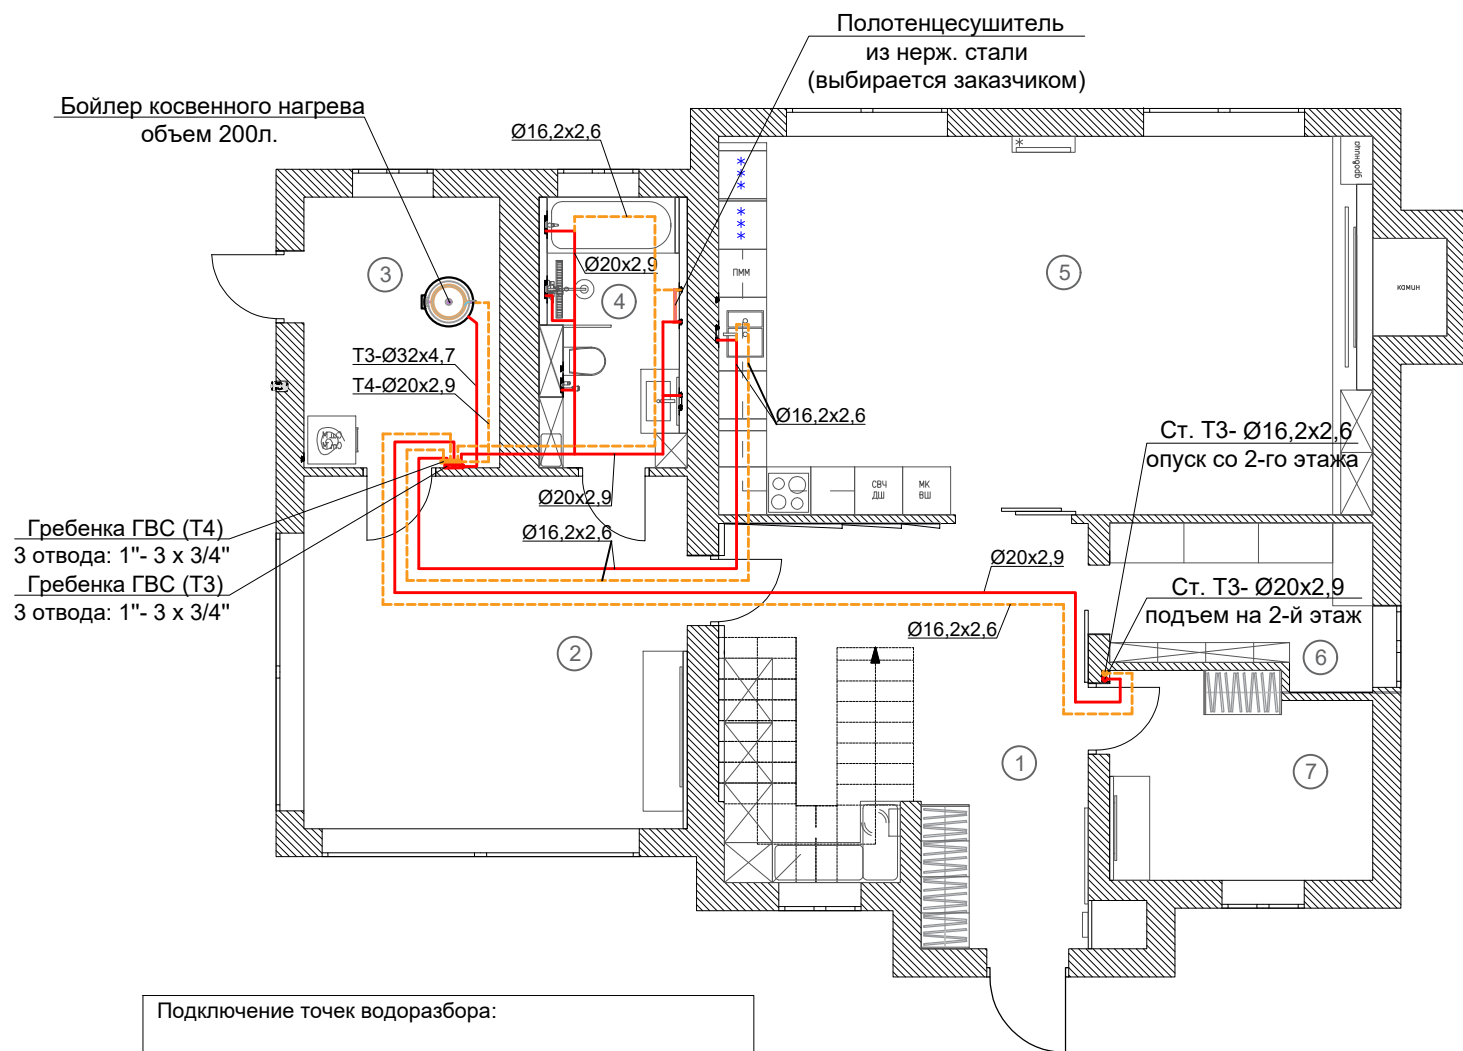 Полотенцесушитель
из нерж. стали
(выбирается заказчиком)
Бойлер косвенного нагрева
объем 200л.
Ø16,2x2,6
Ø20x2,9
3
4
5
ПММ
камин
T3-Ø32x4,7
T4-Ø20x2,9
Ø16,2x2,6
Ст. Т3- Ø16,2x2,6
опуск со 2-го этажа
СВЧ
ДШ
МК
ВШ
Ø20x2,9
Ø16,2x2,6
Гребенка ГВС (Т4)
3 отвода: 1"- 3 x 3/4"
Гребенка ГВС (Т3)
3 отвода: 1"- 3 x 3/4"
Ø20x2,9
Ст. Т3- Ø20x2,9
подъем на 2-й этаж
Ø16,2x2,6
2
6
1
7
Подключение точек водоразбора: